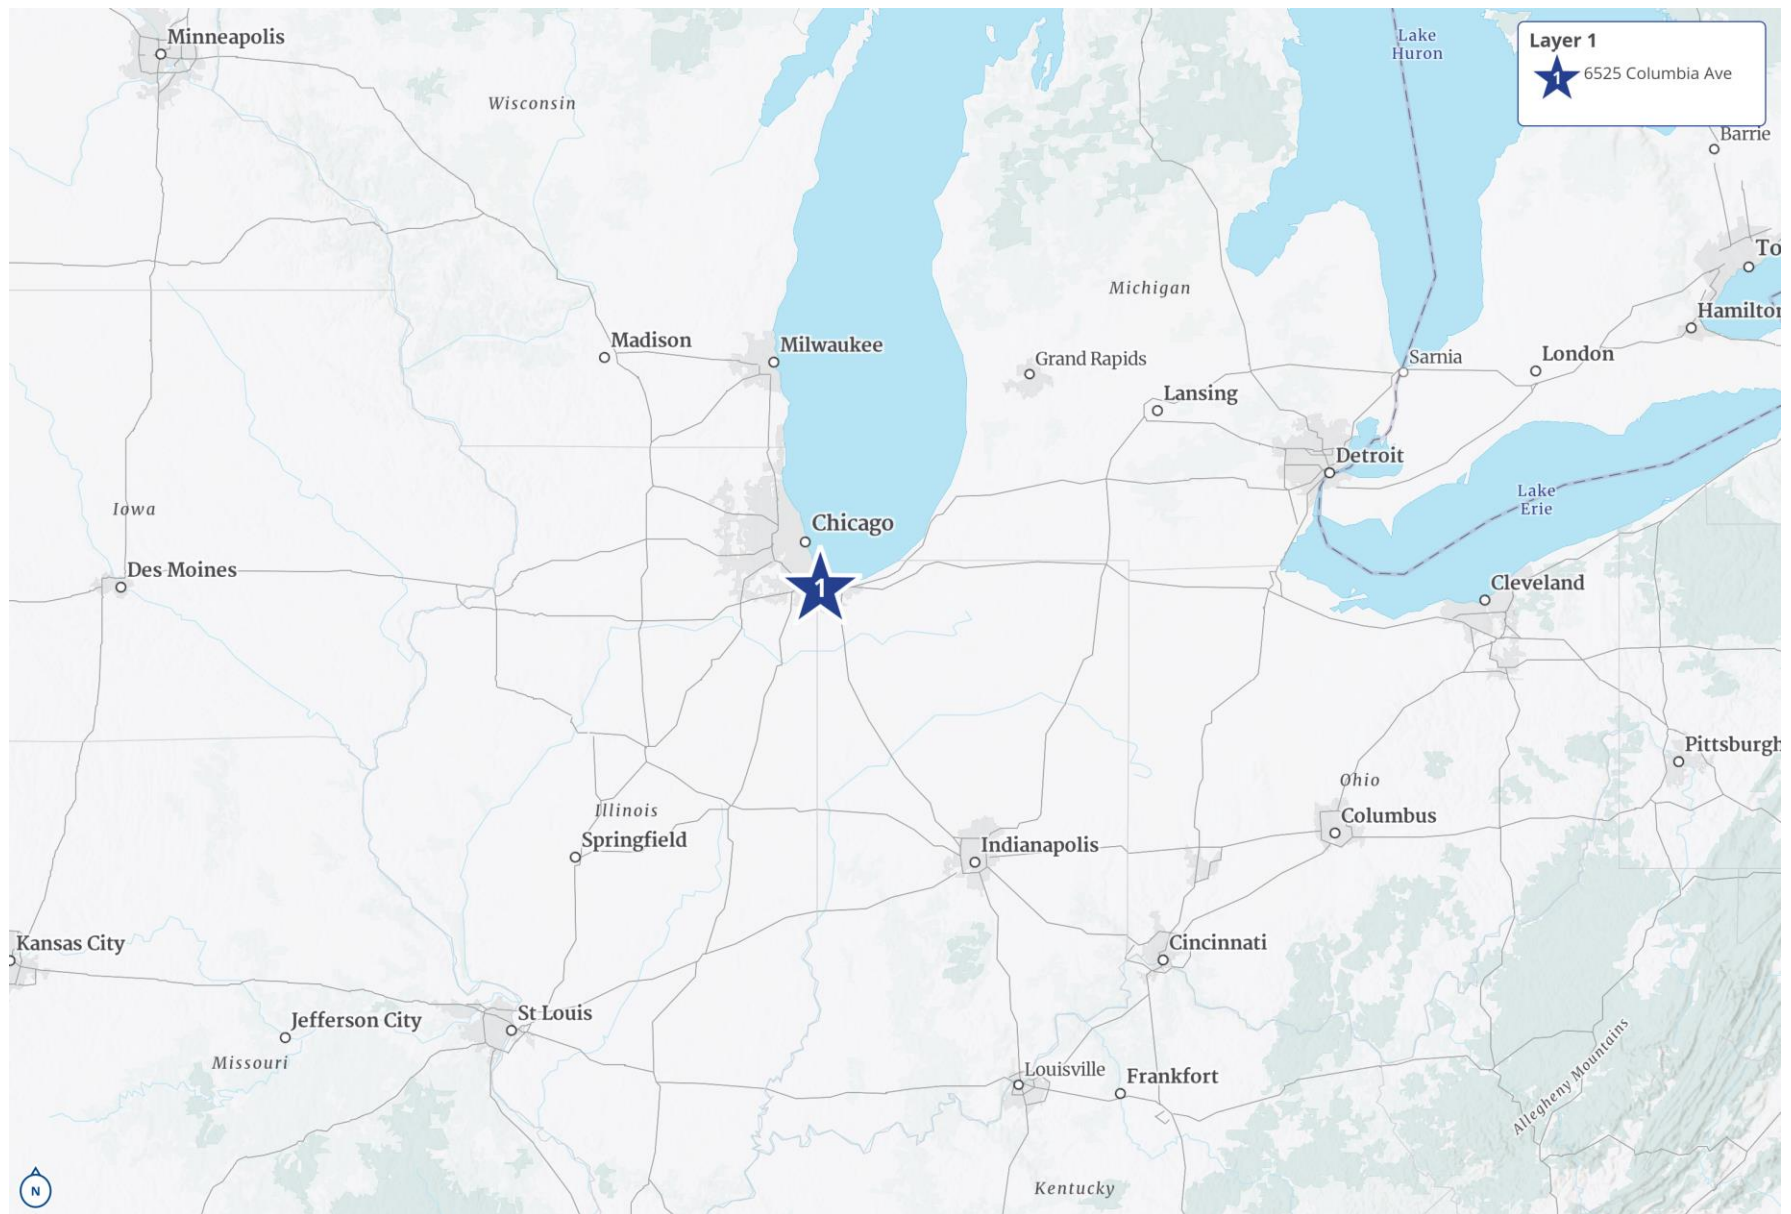 Minneapolis
Wisconsin
Lake
Huron
Layer 1
1
6525 Columbia Ave
Barrie
To
Michigan
Hamilton
Madison
Milwaukee
Grand Rapids
Sarnia
London
Lansing
Detroit
Lake
Erie
Iowa
Chicago
Des Moines
1
Cleveland
Pittsburgh
Ohio
Illinois
Columbus
Springfield
Indianapolis
Kansas City
Cincinnati
St Louis
Jefferson City
Missouri
Louisville
Frankfort
Allegheny Mountains
Kentucky
N